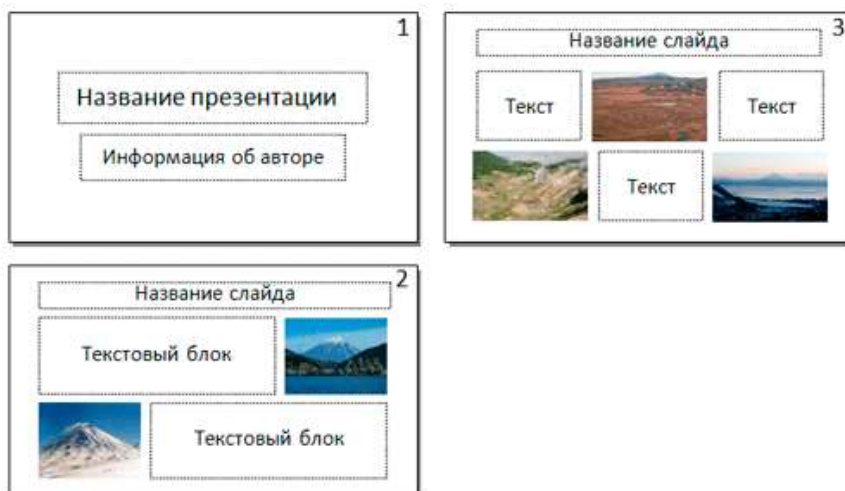 1
Название презентации
Информация об авторе
2
Название слайда
Текстовый блок
Текстовый блок
3
Название слайда
Текст
Текст
Текст